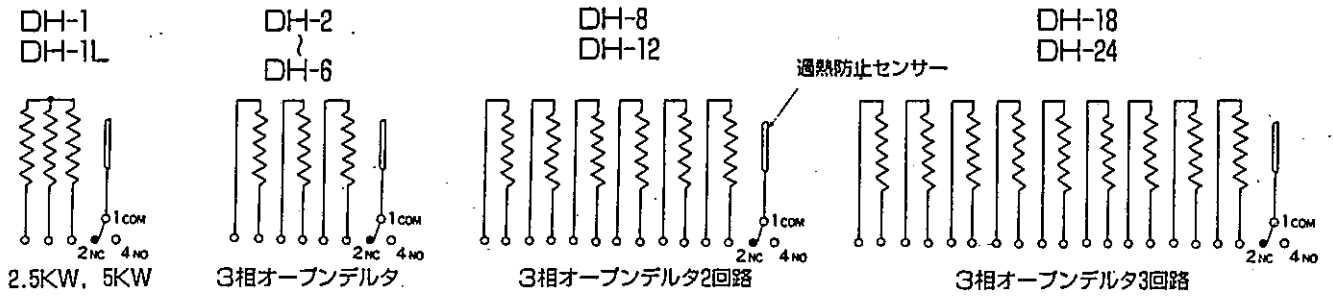 DH-1
DH-1L
DH-2
~
DH-6
DH-8
DH-12
DH-18
DH-24
過熱防止センサー
1COM
2NC 4NO
2.5KW, 5KW
1COM
2NC 4NO
3相オープンデルタ
1COM
2NC 4NO
3相オープンデルタ2回路
1COM
2NC 4NO
3相オープンデルタ3回路